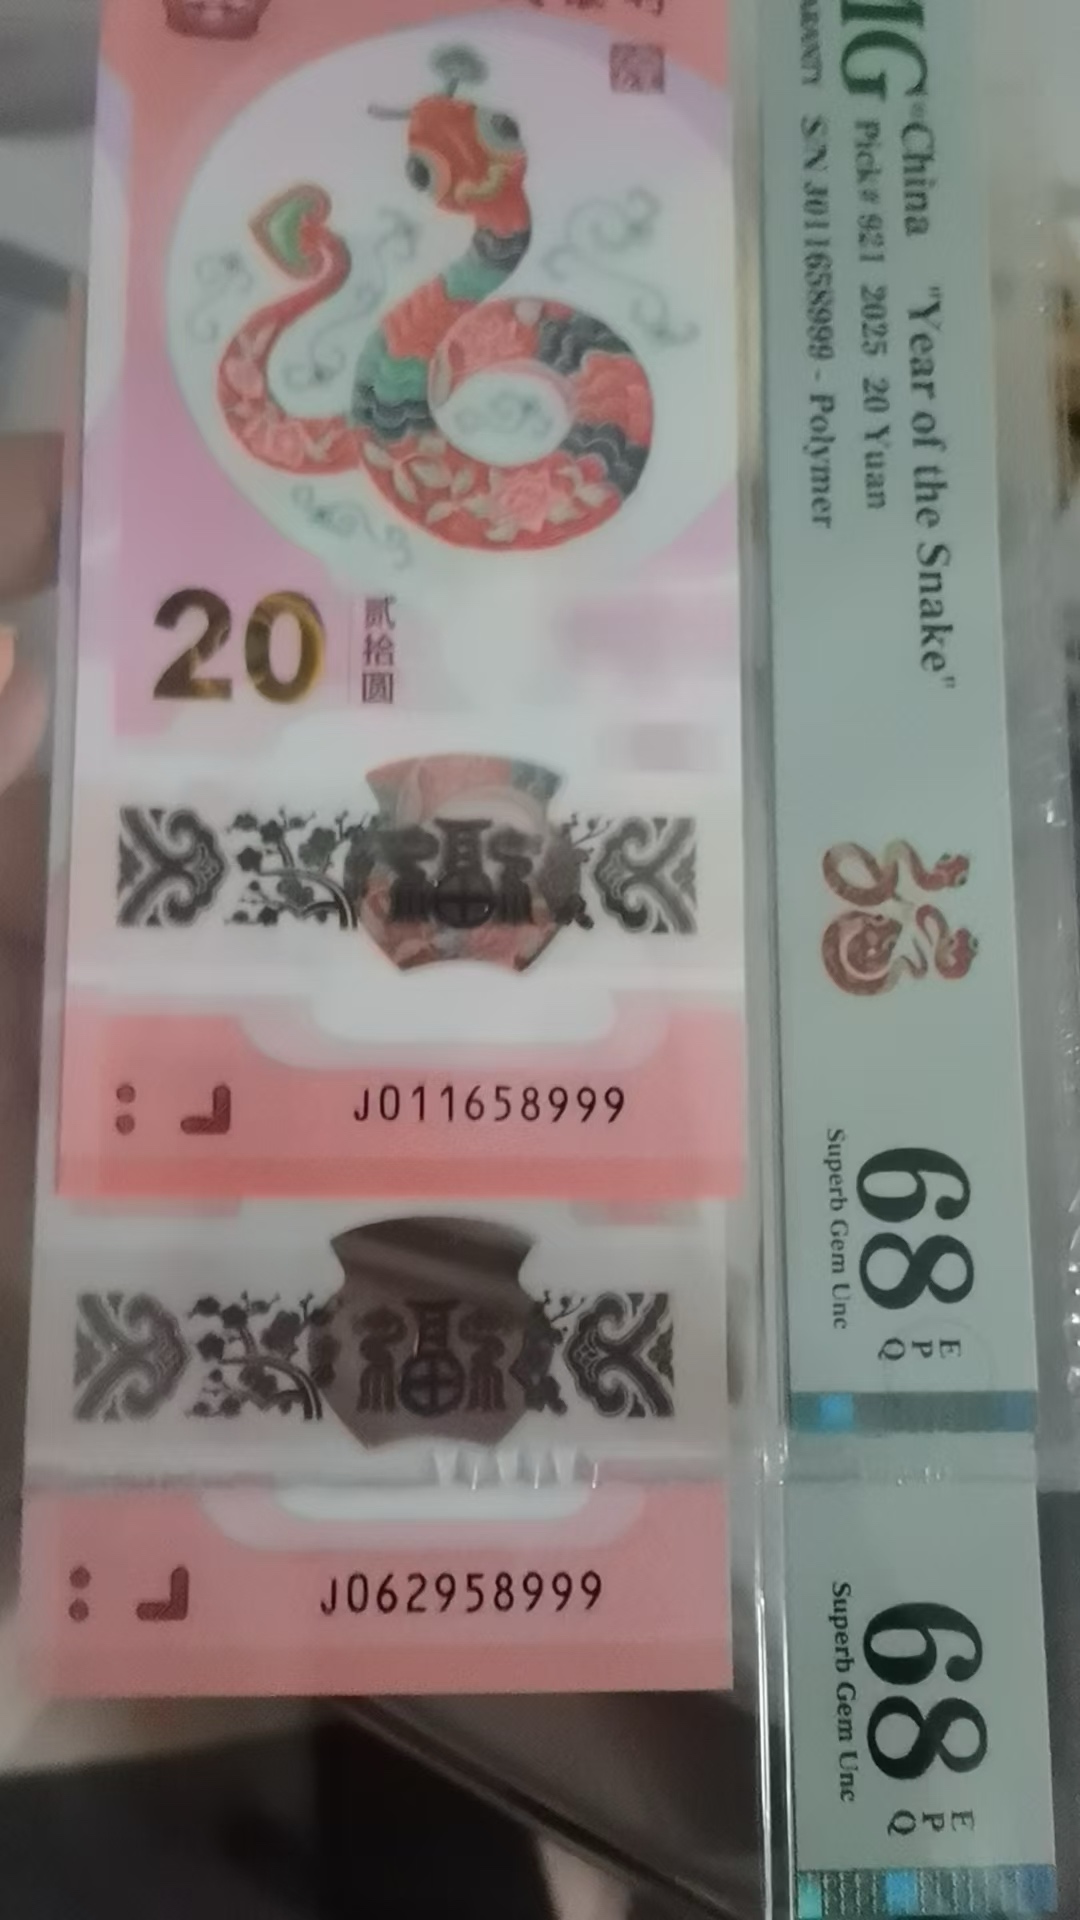 20
贰拾圆
J011658999
J062958999
MG
China "Year of the Snake"
Pick# 921 2025 20 Yuan
S/N J011658999 - Polymer
68
EPQ
Superb Gem Unc
68
EPQ
Superb Gem Unc